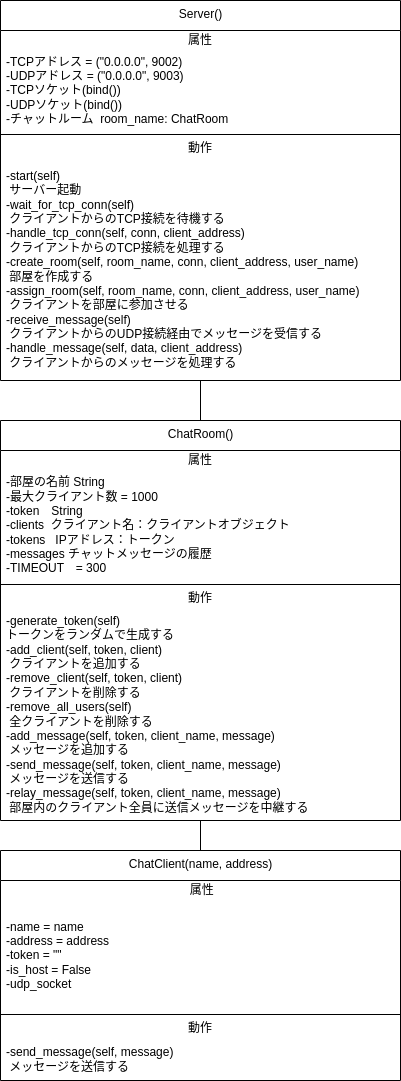 Server()
属性
-TCPアドレス = ("0.0.0.0", 9002)
-UDPアドレス = ("0.0.0.0", 9003)
-TCPソケット(bind())
-UDPソケット(bind())
-チャットルーム room_name: ChatRoom
動作
-start(self)
サーバー起動
-wait_for_tcp_conn(self)
クライアントからのTCP接続を待機する
-handle_tcp_conn(self, conn, client_address)
クライアントからのTCP接続を処理する
-create_room(self, room_name, conn, client_address, user_name)
部屋を作成する
-assign_room(self, room_name, conn, client_address, user_name)
クライアントを部屋に参加させる
-receive_message(self)
クライアントからのUDP接続経由でメッセージを受信する
-handle_message(self, data, client_address)
クライアントからのメッセージを処理する
ChatRoom()
属性
-部屋の名前 String
-最大クライアント数 = 1000
-token String
-clients クライアント名：クライアントオブジェクト
-tokens IPアドレス：トークン
-messages チャットメッセージの履歴
-TIMEOUT = 300
動作
-generate_token(self)
トークンをランダムで生成する
-add_client(self, token, client)
クライアントを追加する
-remove_client(self, token, client)
クライアントを削除する
-remove_all_users(self)
全クライアントを削除する
-add_message(self, token, client_name, message)
メッセージを追加する
-send_message(self, token, client_name, message)
メッセージを送信する
-relay_message(self, token, client_name, message)
部屋内のクライアント全員に送信メッセージを中継する
ChatClient(name, address)
属性
-name = name
-address = address
-token = ""
-is_host = False
-udp_socket
動作
-send_message(self, message)
メッセージを送信する